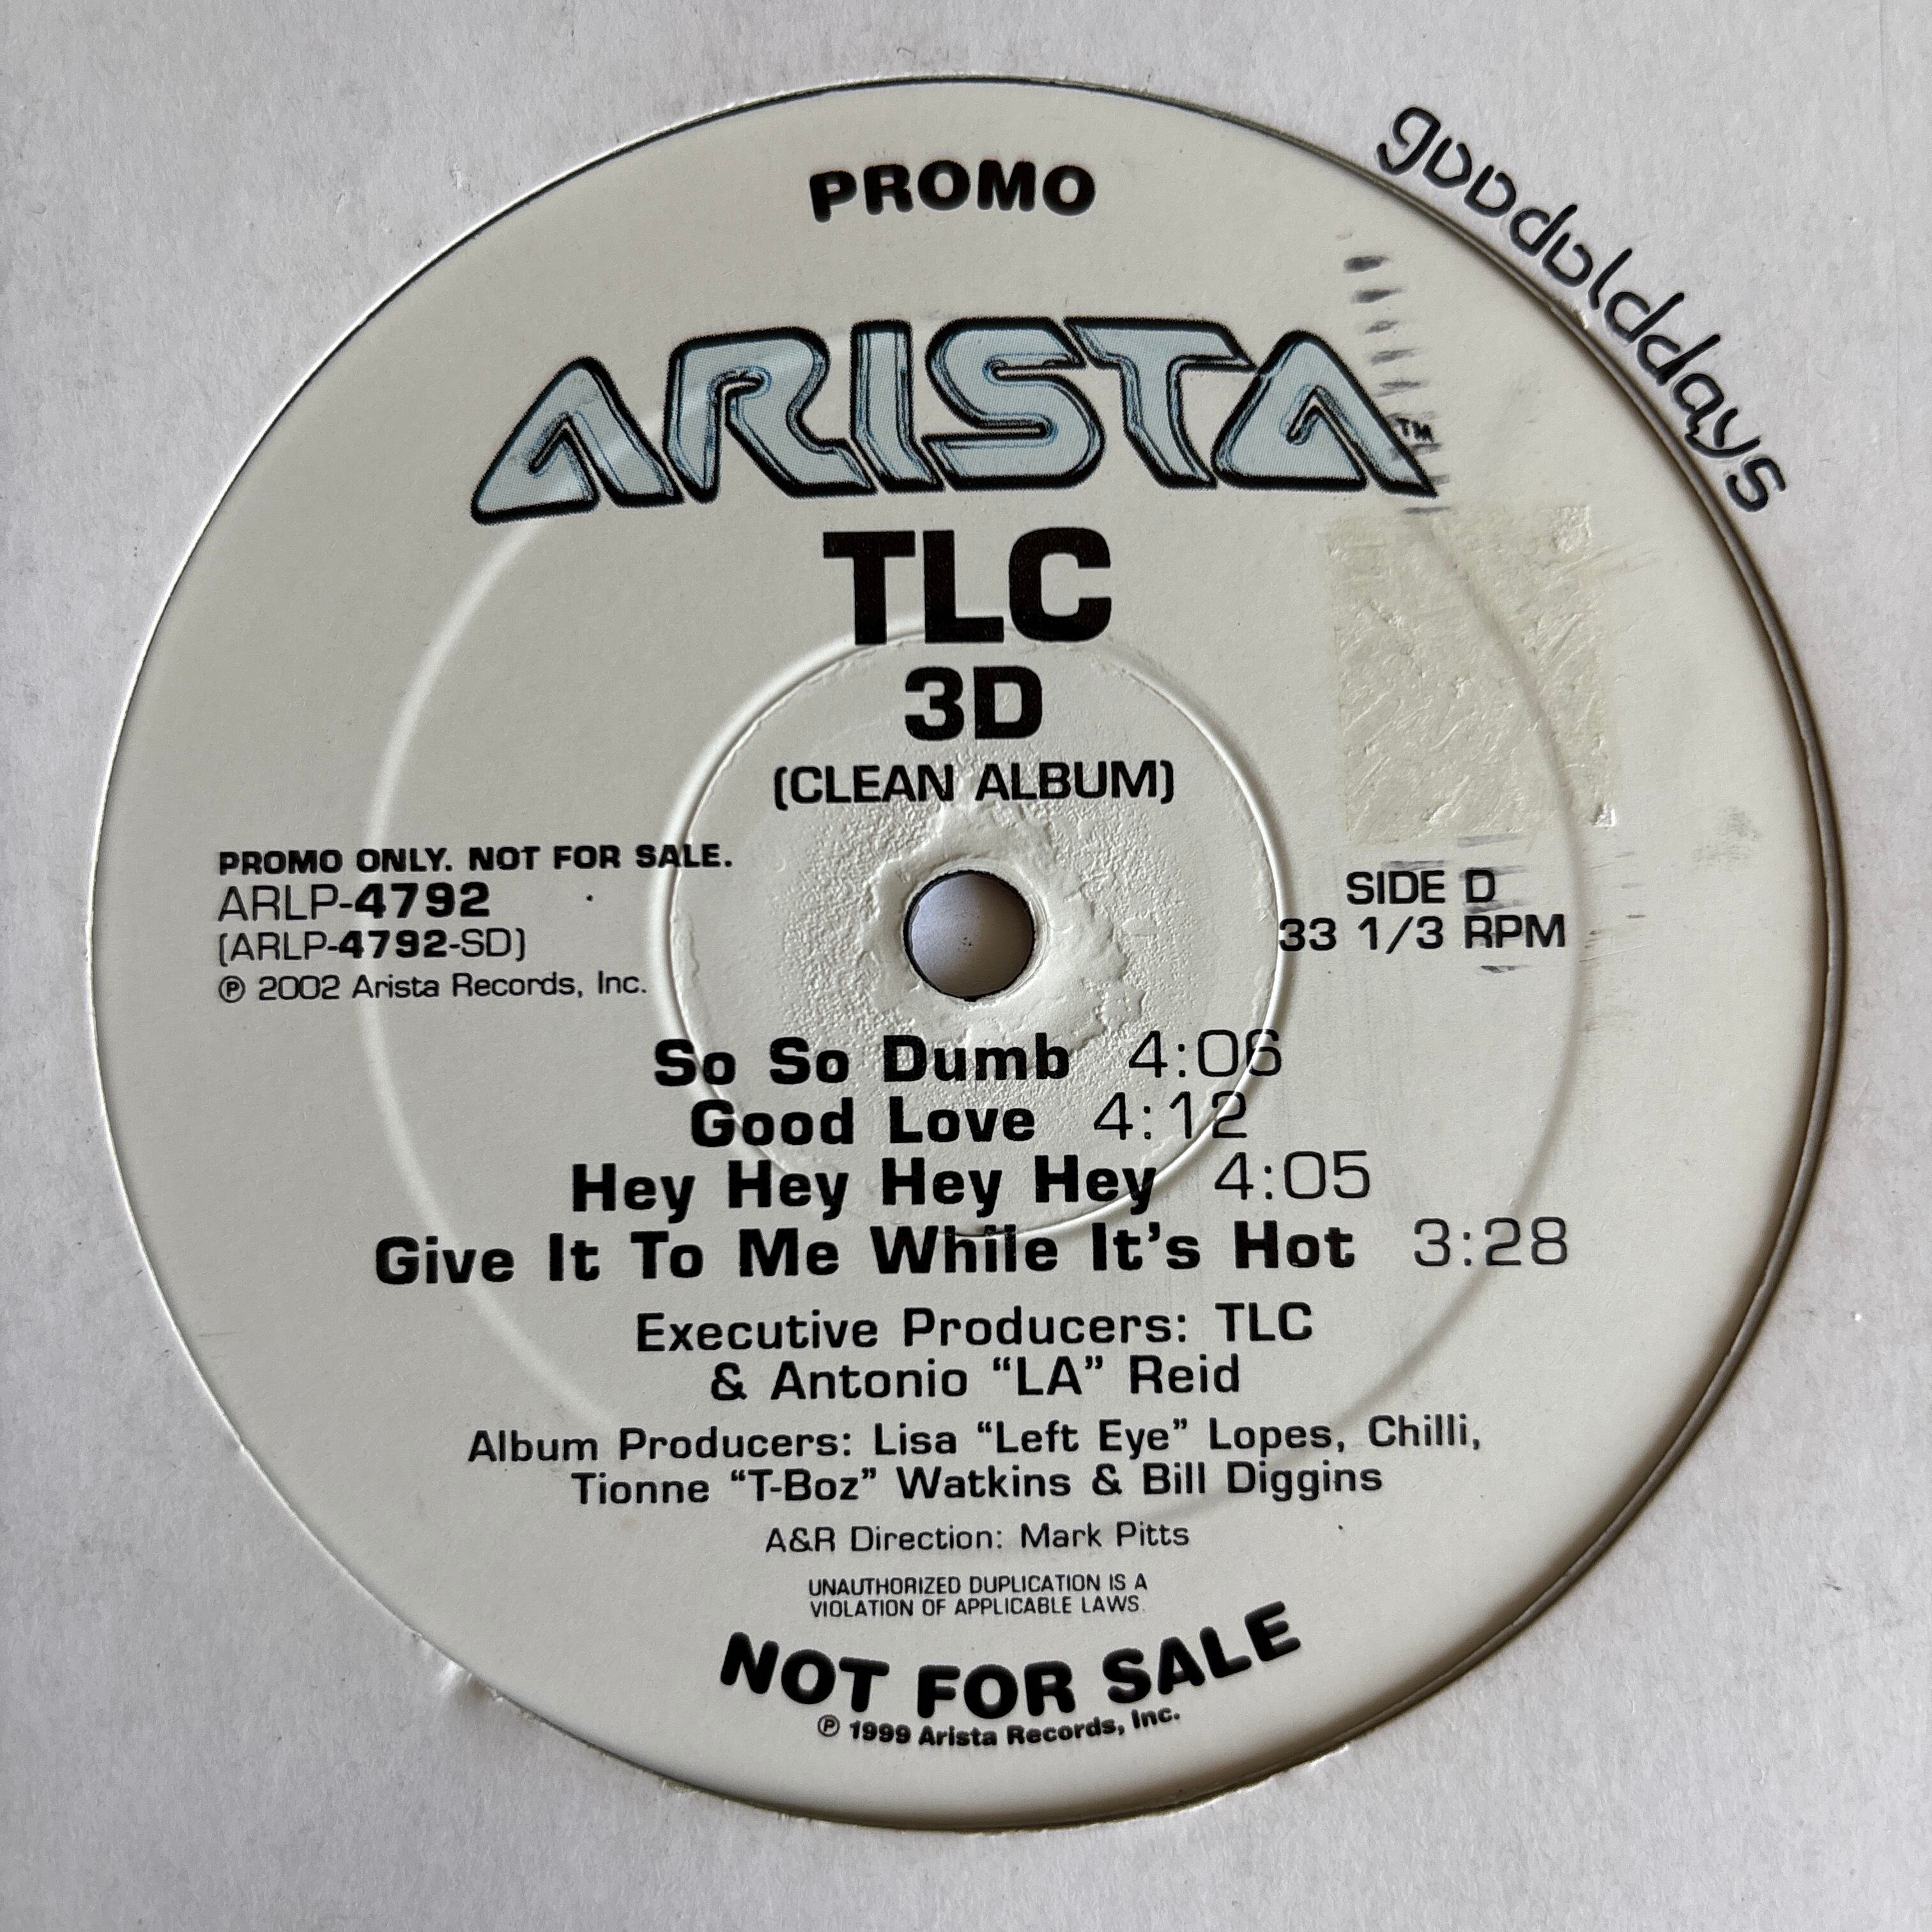 PROMO
goodolddays
ARISTA™
TLC
3D
(CLEAN ALBUM)
PROMO ONLY. NOT FOR SALE.
ARLP-4792
(ARLP-4792-SD)
℗ 2002 Arista Records, Inc.
SIDE D
33 1/3 RPM
So So Dumb 4:06
Good Love 4:12
Hey Hey Hey Hey 4:05
Give It To Me While It's Hot 3:28
Executive Producers: TLC
& Antonio “LA” Reid
Album Producers: Lisa “Left Eye” Lopes, Chilli,
Tionne “T-Boz” Watkins & Bill Diggins
A&R Direction: Mark Pitts
UNAUTHORIZED DUPLICATION IS A
VIOLATION OF APPLICABLE LAWS.
NOT FOR SALE
℗ 1999 Arista Records, Inc.